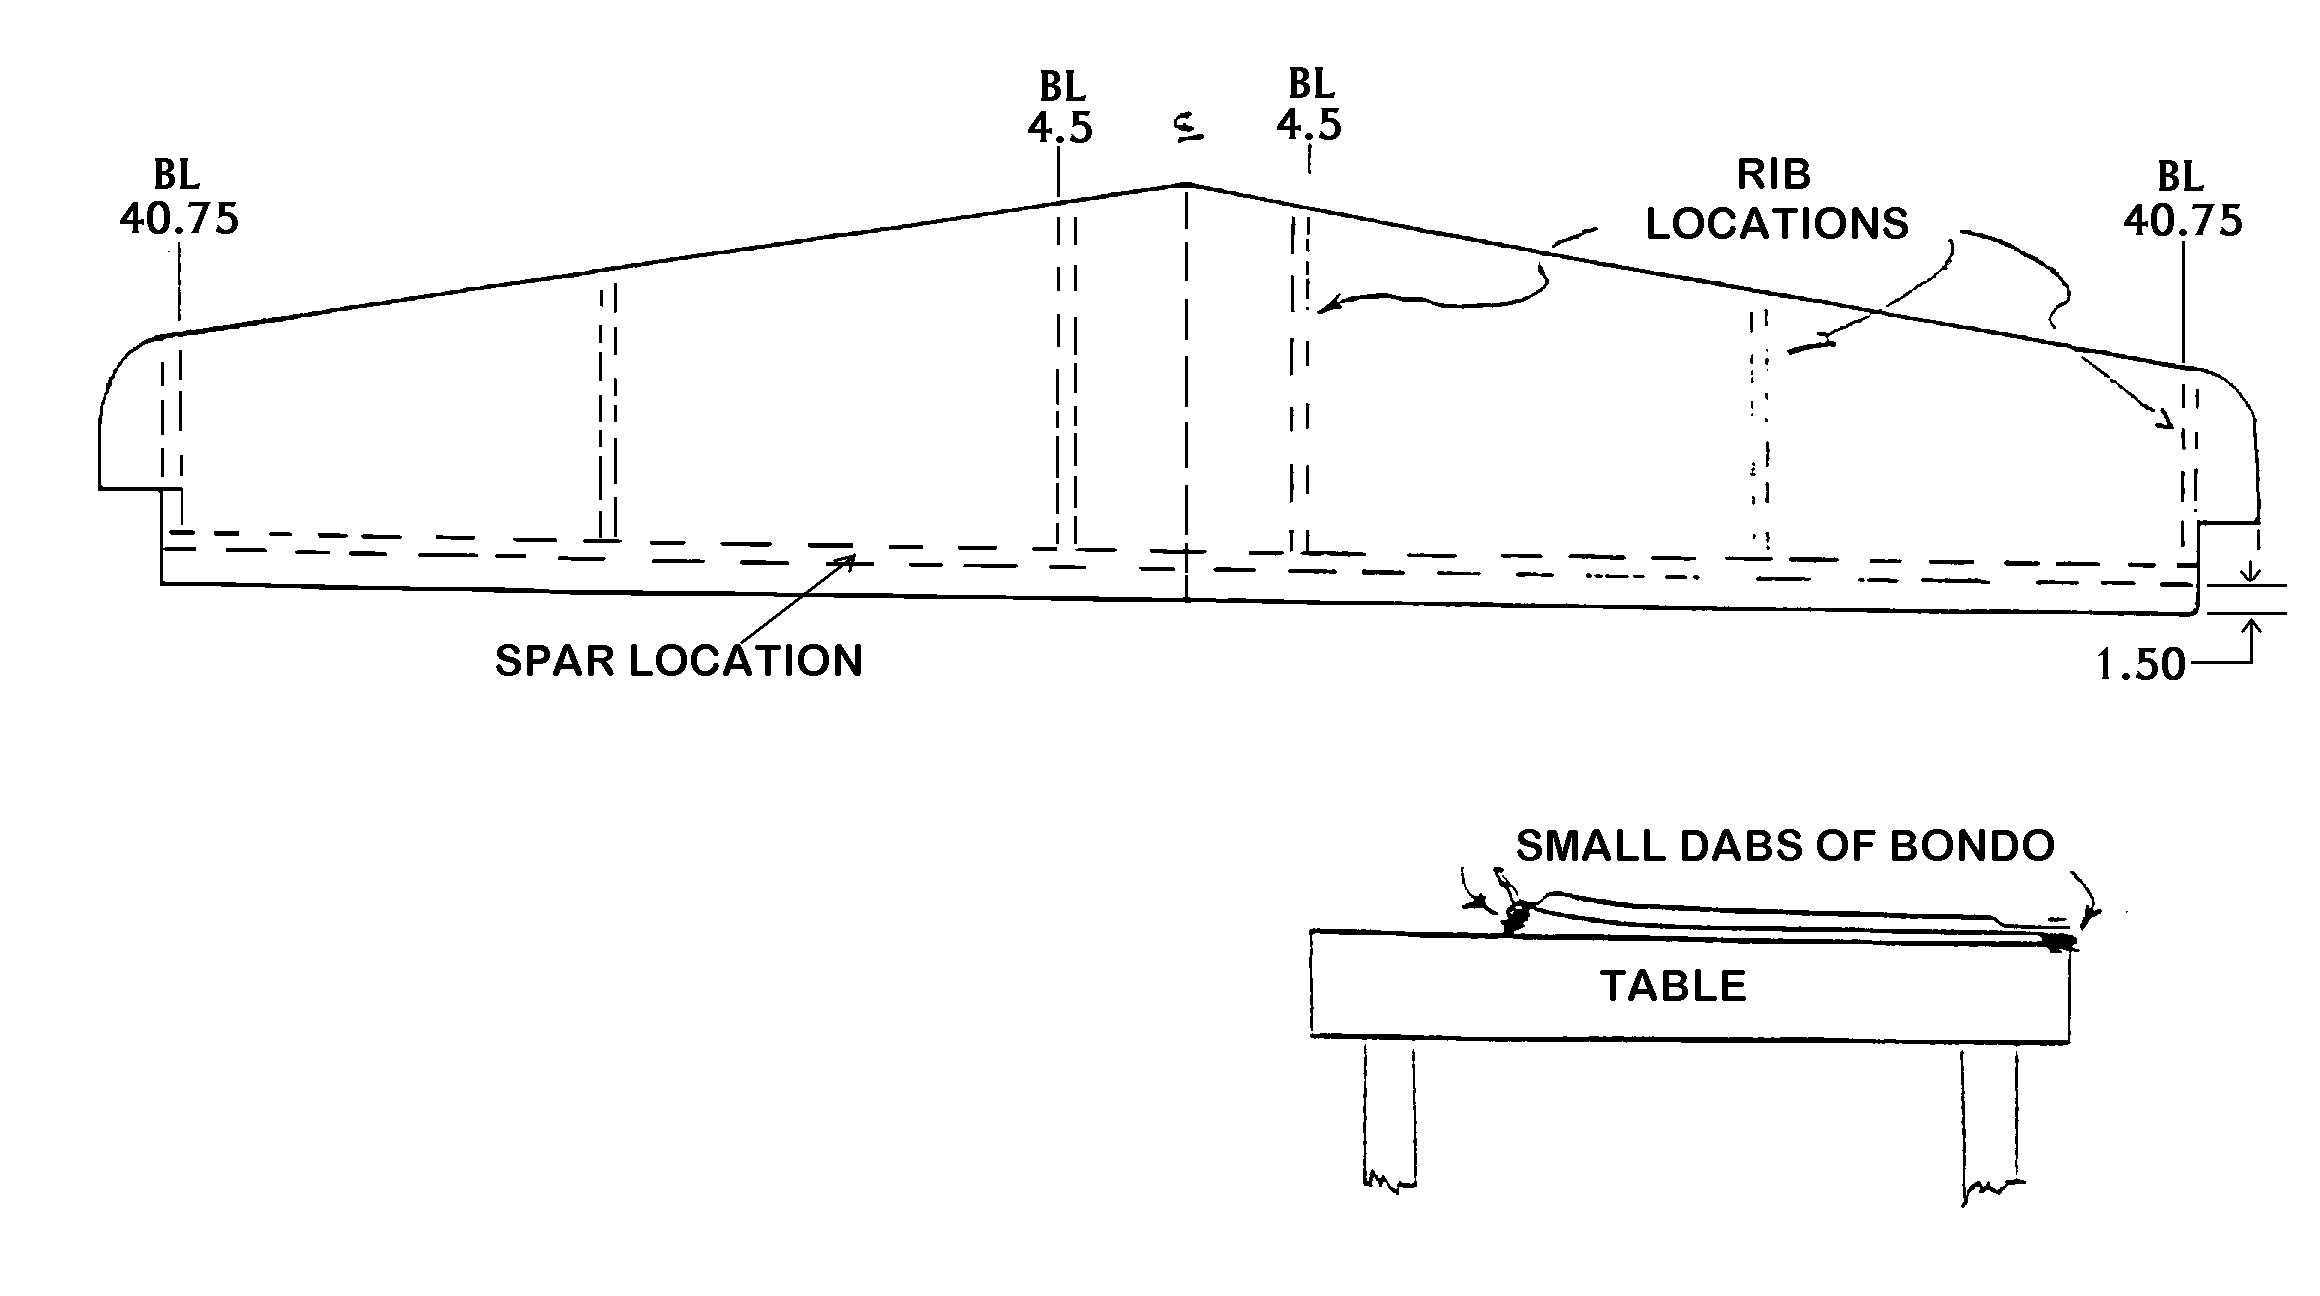 BL
4.5
BL
4.5
BL
40.75
RIB
LOCATIONS
BL
40.75
SPAR LOCATION
1.50
SMALL DABS OF BONDO
TABLE